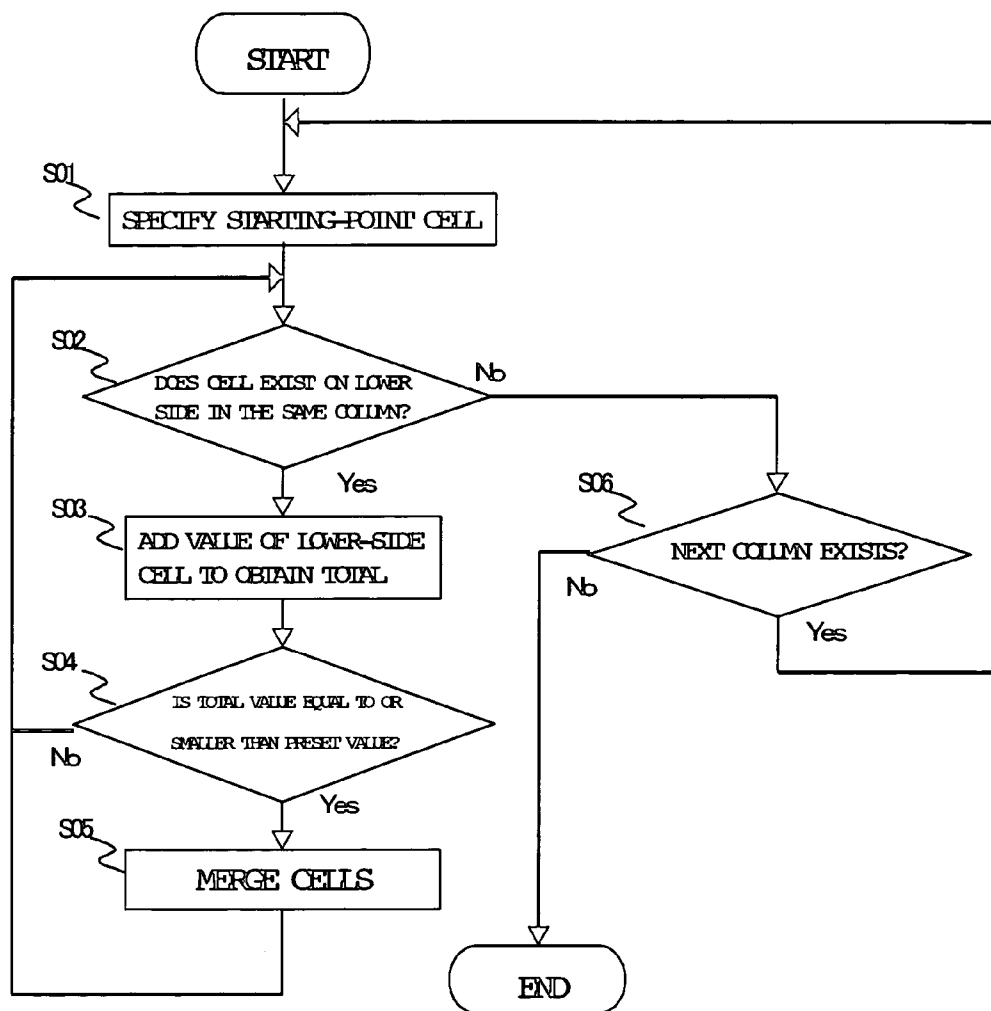 START
S01
SPECIFY STARTING-POINT CELL
S02
DOES CELL EXIST ON LOWER
SIDE IN THE SAME COLUMN?
No
Yes
S03
ADD VALUE OF LOWER-SIDE
CELL TO OBTAIN TOTAL
S06
NEXT COLUMN EXISTS?
No
Yes
S04
IS TOTAL VALUE EQUAL TO OR
SMALLER THAN PRESET VALUE?
No
Yes
S05
MERGE CELLS
END